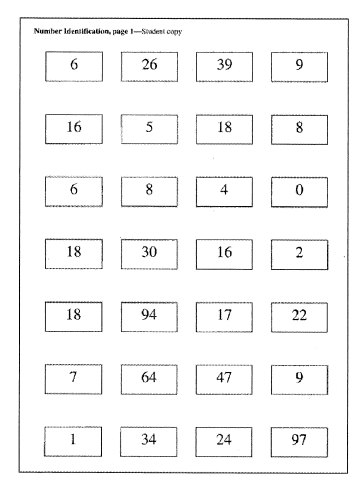 Number Identification, page 1—Student copy
6 26 39 9
16 5 18 8
6 8 4 0
18 30 16 2
18 94 17 22
7 64 47 9
1 34 24 97